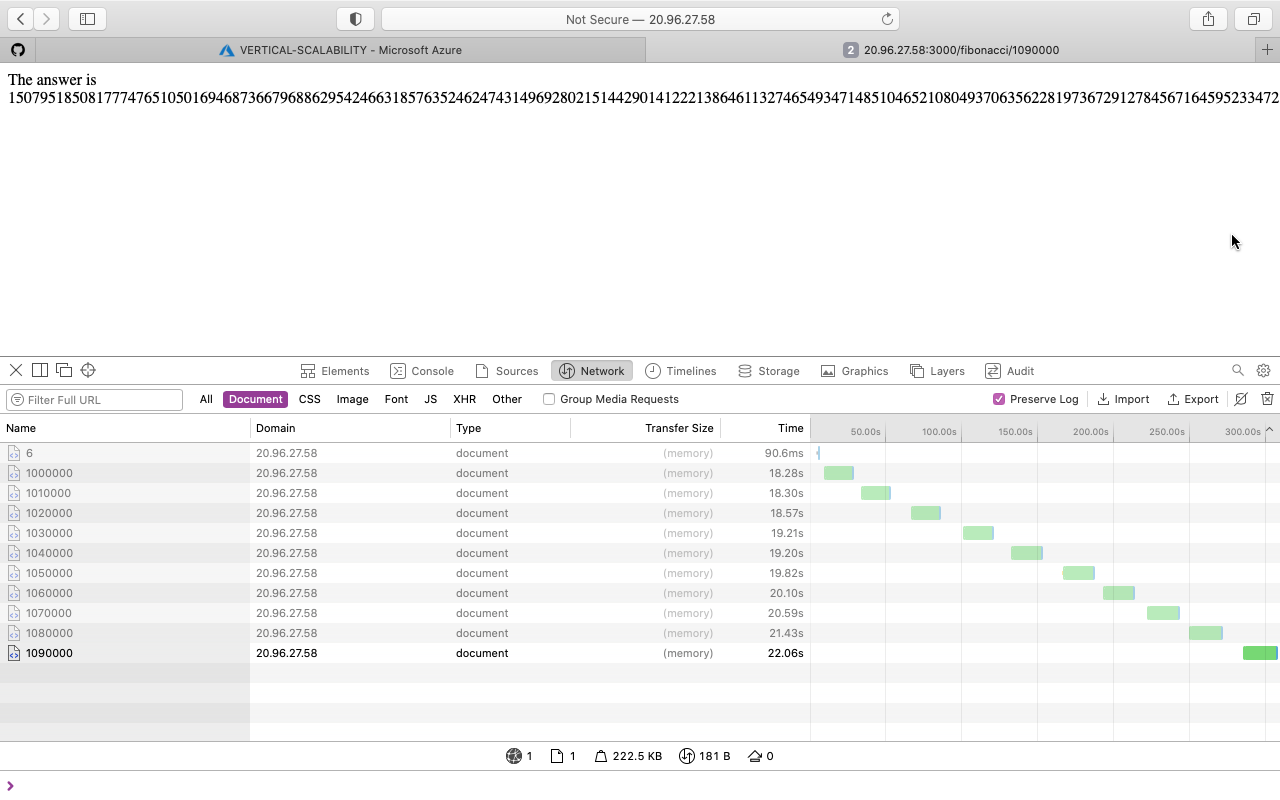 Not Secure — 20.96.27.58
VERTICAL-SCALABILITY - Microsoft Azure 2 20.96.27.58:3000/fibonacci/1090000
The answer is
15079518508177747651050169468736679688629542466318576352462474314969280215144290141222138646113274654934714851046521080493706356228197367291278456716459523​3472
Elements Console Sources Network Timelines Storage Graphics Layers Audit
Filter Full URL All Document CSS Image Font JS XHR Other Group Media Requests Preserve Log Import Export
Name Domain Type Transfer Size Time 50.00s 100.00s 150.00s 200.00s 250.00s 300.00s
6 20.96.27.58 document (memory) 90.6ms
1000000 20.96.27.58 document (memory) 18.28s
1010000 20.96.27.58 document (memory) 18.30s
1020000 20.96.27.58 document (memory) 18.57s
1030000 20.96.27.58 document (memory) 19.21s
1040000 20.96.27.58 document (memory) 19.20s
1050000 20.96.27.58 document (memory) 19.82s
1060000 20.96.27.58 document (memory) 20.10s
1070000 20.96.27.58 document (memory) 20.59s
1080000 20.96.27.58 document (memory) 21.43s
1090000 20.96.27.58 document (memory) 22.06s
1 1 222.5 KB 181 B 0